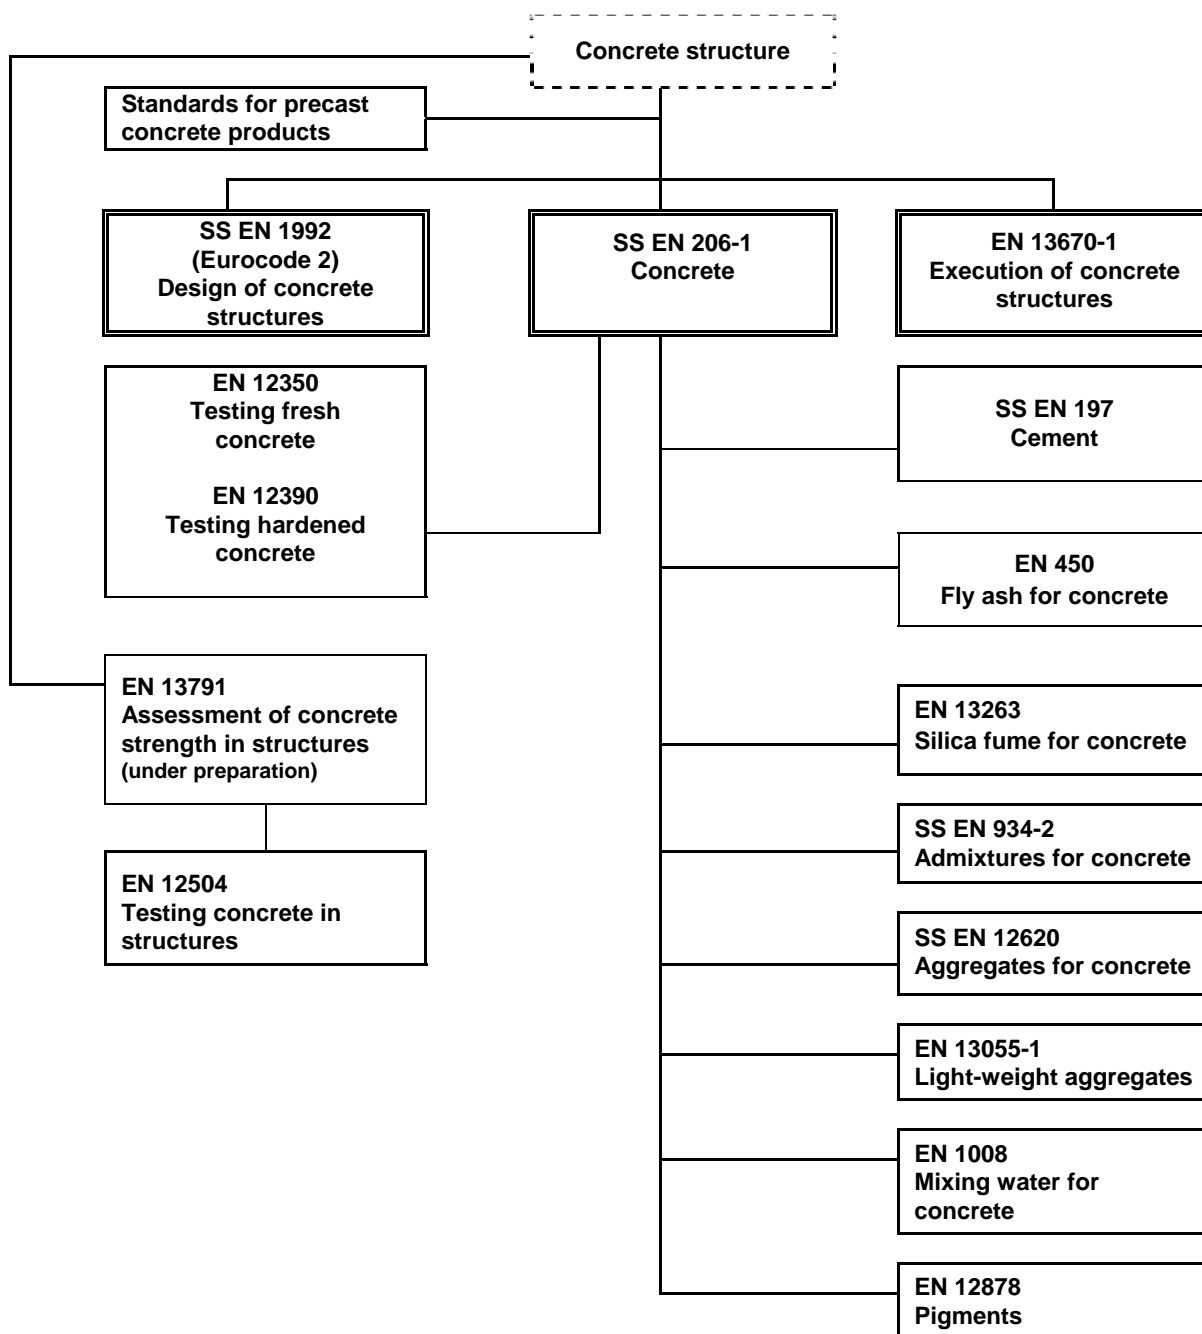 Concrete structure
Standards for precast
concrete products
SS EN 1992
(Eurocode 2)
Design of concrete
structures
SS EN 206-1
Concrete
EN 13670-1
Execution of concrete
structures
EN 12350
Testing fresh
concrete
EN 12390
Testing hardened
concrete
SS EN 197
Cement
EN 450
Fly ash for concrete
EN 13791
Assessment of concrete
strength in structures
(under preparation)
EN 13263
Silica fume for concrete
SS EN 934-2
Admixtures for concrete
EN 12504
Testing concrete in
structures
SS EN 12620
Aggregates for concrete
EN 13055-1
Light-weight aggregates
EN 1008
Mixing water for
concrete
EN 12878
Pigments